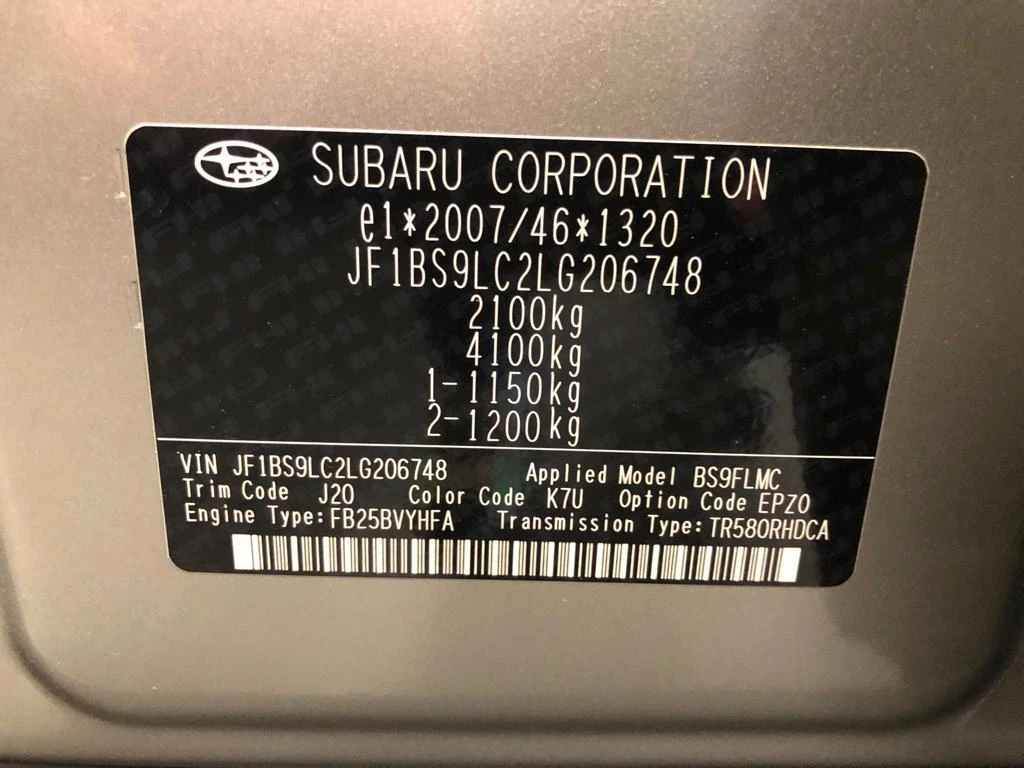 SUBARU CORPORATION
e1*2007/46*1320
JF1BS9LC2LG206748
2100kg
4100kg
1-1150kg
2-1200kg
VIN JF1BS9LC2LG206748 Applied Model BS9FLMC
Trim Code J20 Color Code K7U Option Code EPZO
Engine Type:FB25BVYHFA Transmission Type:TR580RHDCA